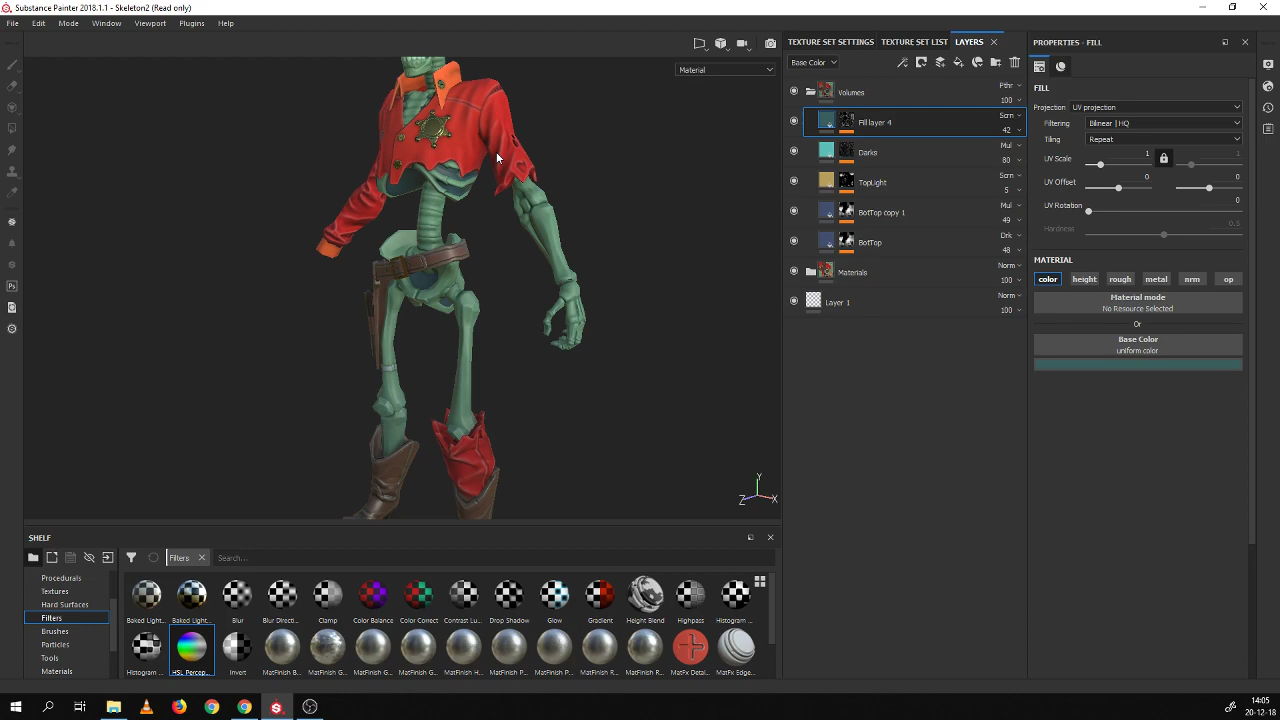 Substance Painter 2018.1.1 - Skeleton2 (Read only)
File Edit Mode Window Viewport Plugins Help
Material
TEXTURE SET SETTINGS TEXTURE SET LIST LAYERS
Base Color
Volumes Pthr 100
Fill layer 4 Scrn 42
Darks Mul 80
TopLight Scrn 5
BotTop copy 1 Mul 49
BotTop Drk 48
Materials Norm 100
Layer 1 Norm 100
PROPERTIES - FILL
FILL
Projection UV projection
Filtering Bilinear | HQ
Tiling Repeat
UV Scale 1 1
UV Offset 0 0
UV Rotation 0
Hardness 0.5
MATERIAL
color height rough metal nrm op
Material mode
No Resource Selected
Or
Base Color
uniform color
Y
Z X
SHELF
Filters Search...
Procedurals
Textures
Hard Surfaces
Filters
Brushes
Particles
Tools
Materials
Baked Light... Baked Light... Blur Blur Directi... Clamp Color Balance Color Correct Contrast Lu... Drop Shadow Glow Gradient Height Blend Highpass Histogram ...
Histogram ... HSL Percep... Invert MatFinish B... MatFinish G... MatFinish G... MatFinish G... MatFinish H... MatFinish P... MatFinish P... MatFinish R... MatFinish R... MatFx Detai... MatFx Edge...
Ps
14:05
20-12-18